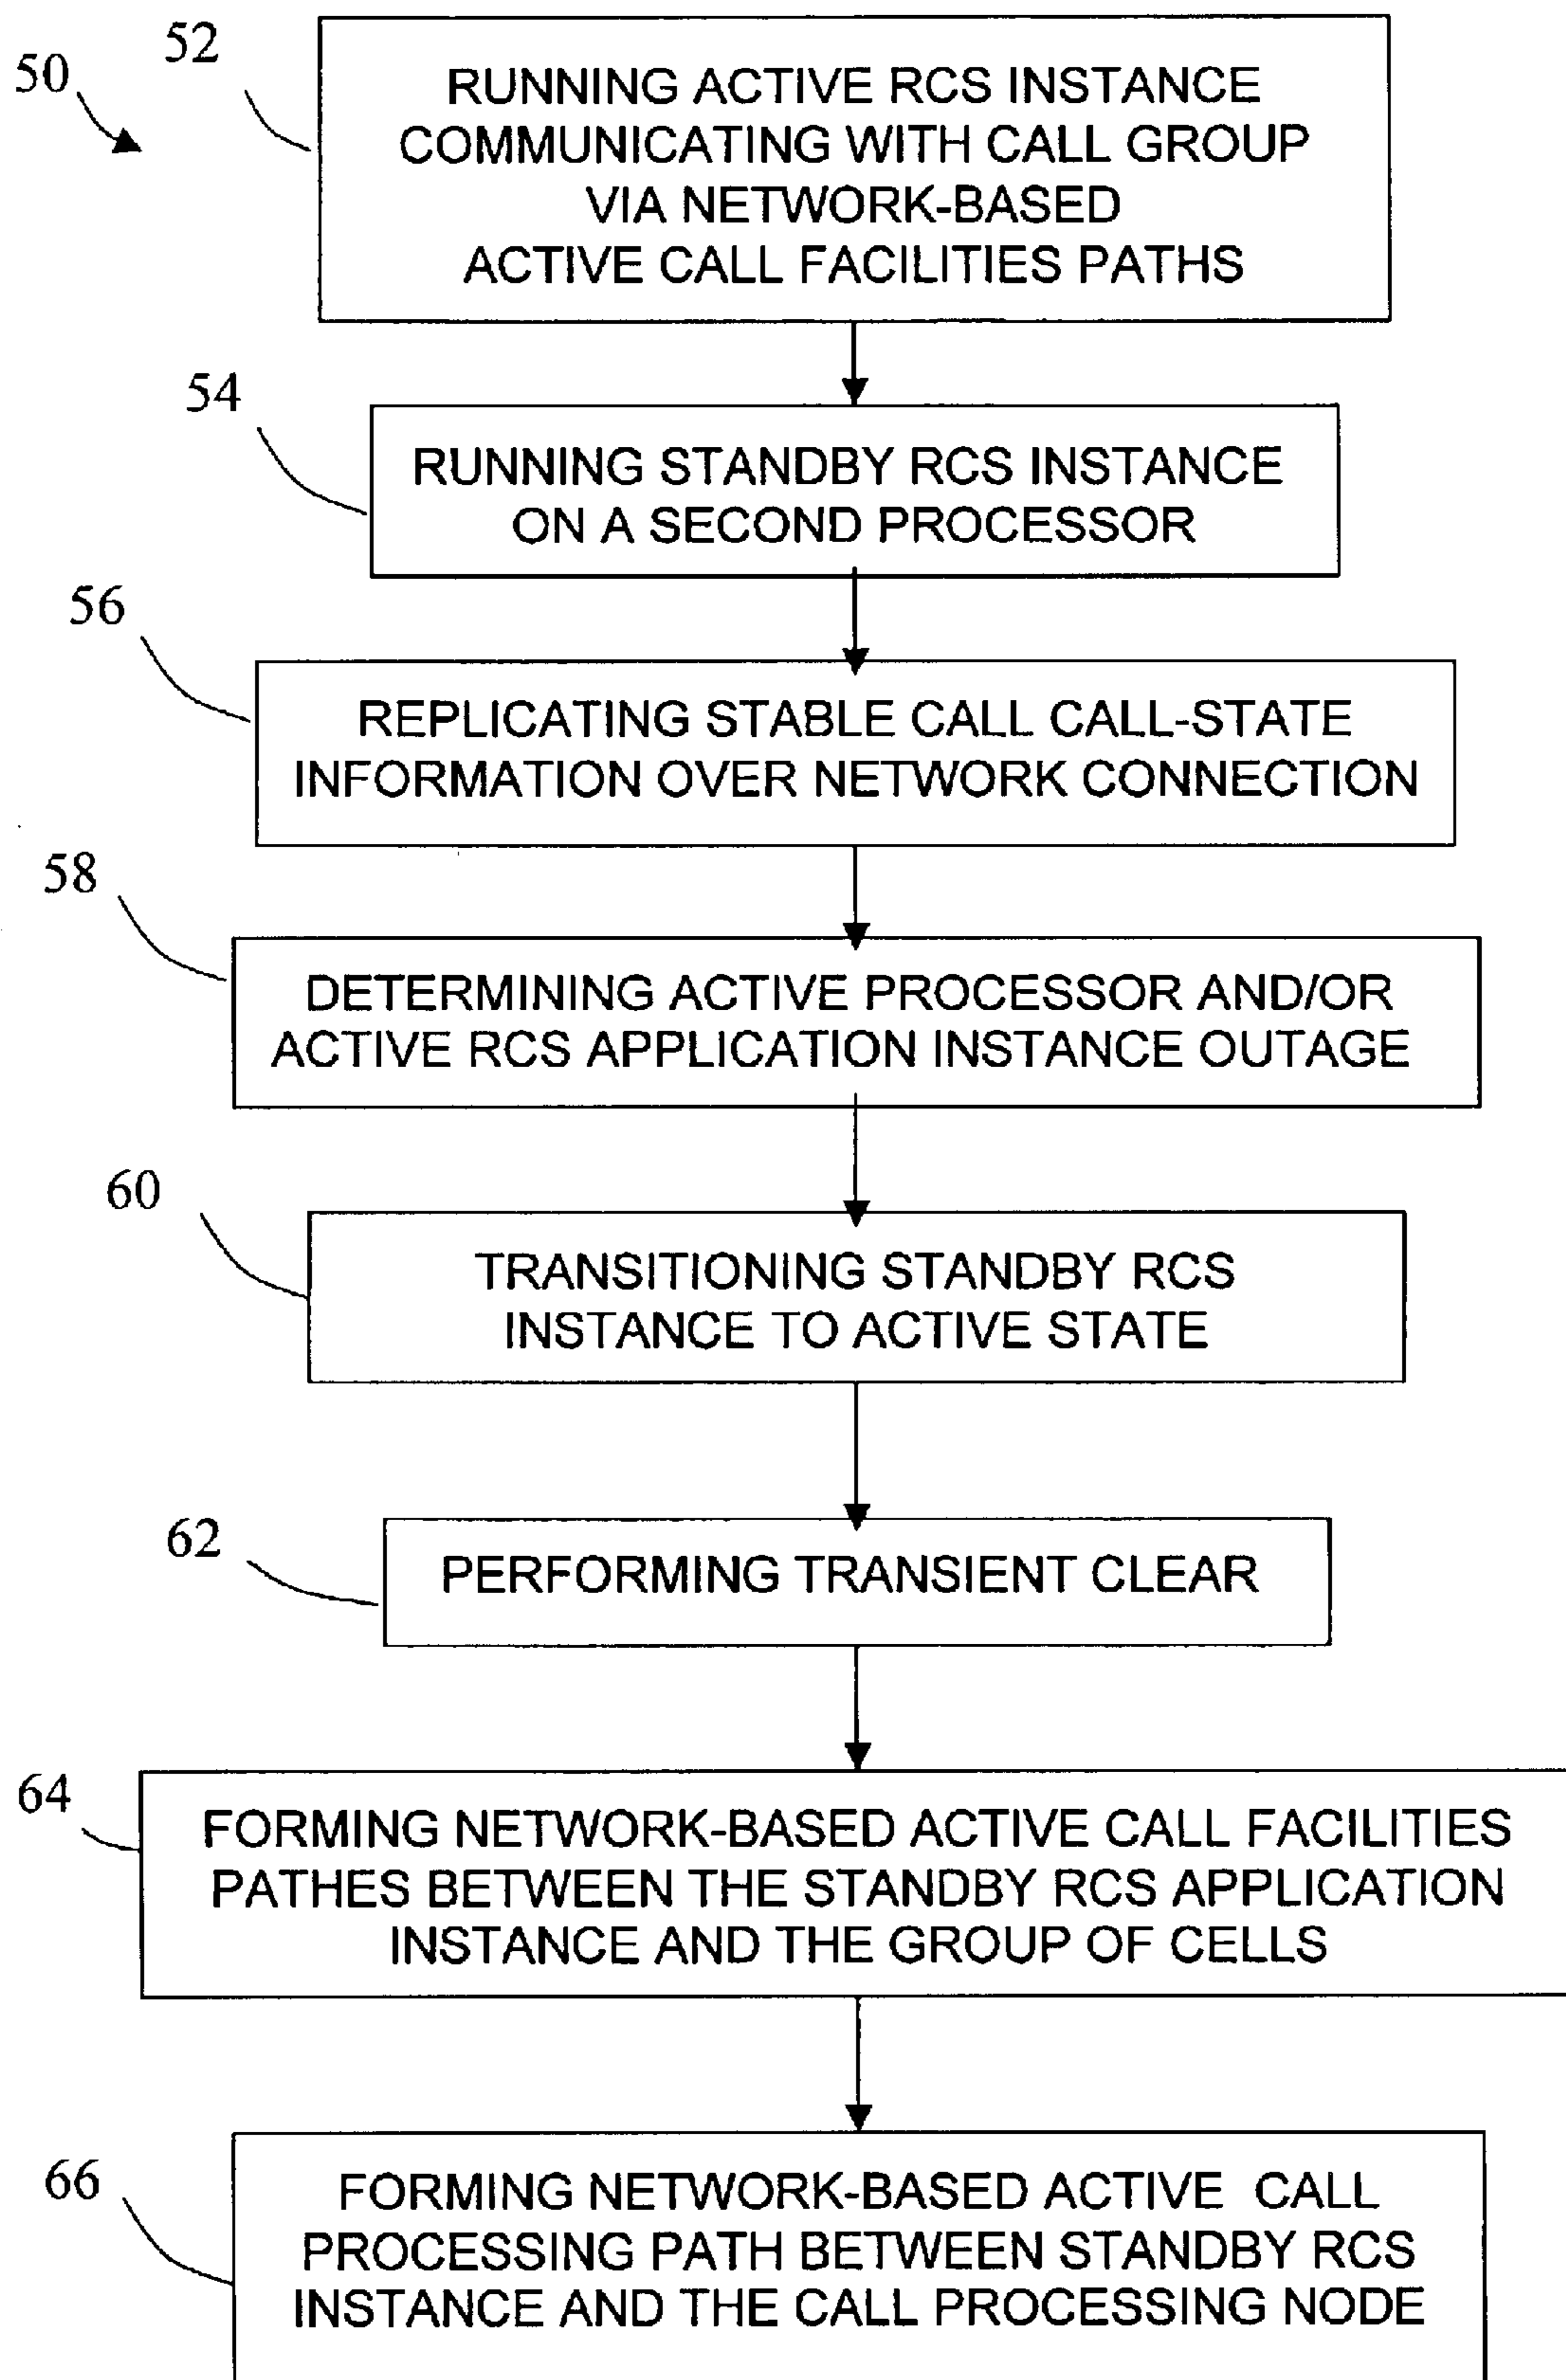 50
52
RUNNING ACTIVE RCS INSTANCE
COMMUNICATING WITH CALL GROUP
VIA NETWORK-BASED
ACTIVE CALL FACILITIES PATHS
54
RUNNING STANDBY RCS INSTANCE
ON A SECOND PROCESSOR
56
REPLICATING STABLE CALL CALL-STATE
INFORMATION OVER NETWORK CONNECTION
58
DETERMINING ACTIVE PROCESSOR AND/OR
ACTIVE RCS APPLICATION INSTANCE OUTAGE
60
TRANSITIONING STANDBY RCS
INSTANCE TO ACTIVE STATE
62
PERFORMING TRANSIENT CLEAR
64
FORMING NETWORK-BASED ACTIVE CALL FACILITIES
PATHES BETWEEN THE STANDBY RCS APPLICATION
INSTANCE AND THE GROUP OF CELLS
66
FORMING NETWORK-BASED ACTIVE CALL
PROCESSING PATH BETWEEN STANDBY RCS
INSTANCE AND THE CALL PROCESSING NODE